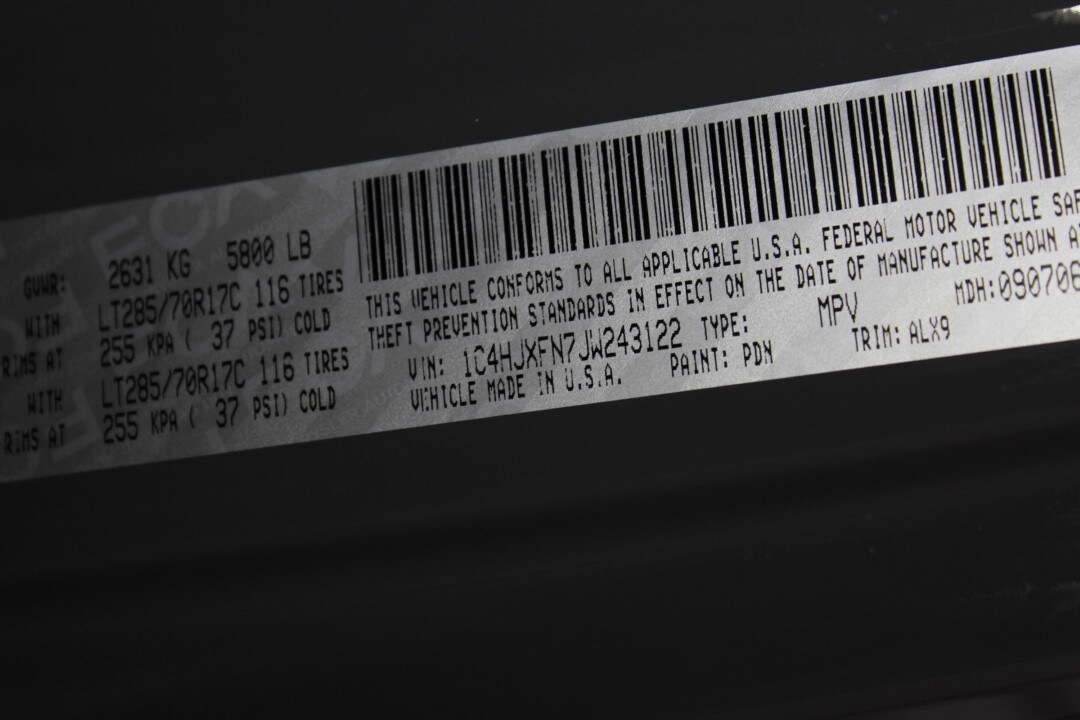 GVWR: 2631 KG 5800 LB
WITH LT285/70R17C 116 TIRES
RIMS AT 255 KPA ( 37 PSI) COLD
WITH LT285/70R17C 116 TIRES
RIMS AT 255 KPA ( 37 PSI) COLD
THIS VEHICLE CONFORMS TO ALL APPLICABLE U.S.A. FEDERAL MOTOR VEHICLE SAF
THEFT PREVENTION STANDARDS IN EFFECT ON THE DATE OF MANUFACTURE SHOWN A
VIN: 1C4HJXFN7JW243122 TYPE: MPV MDH:090706
VEHICLE MADE IN U.S.A. PAINT: PDN TRIM: ALX9